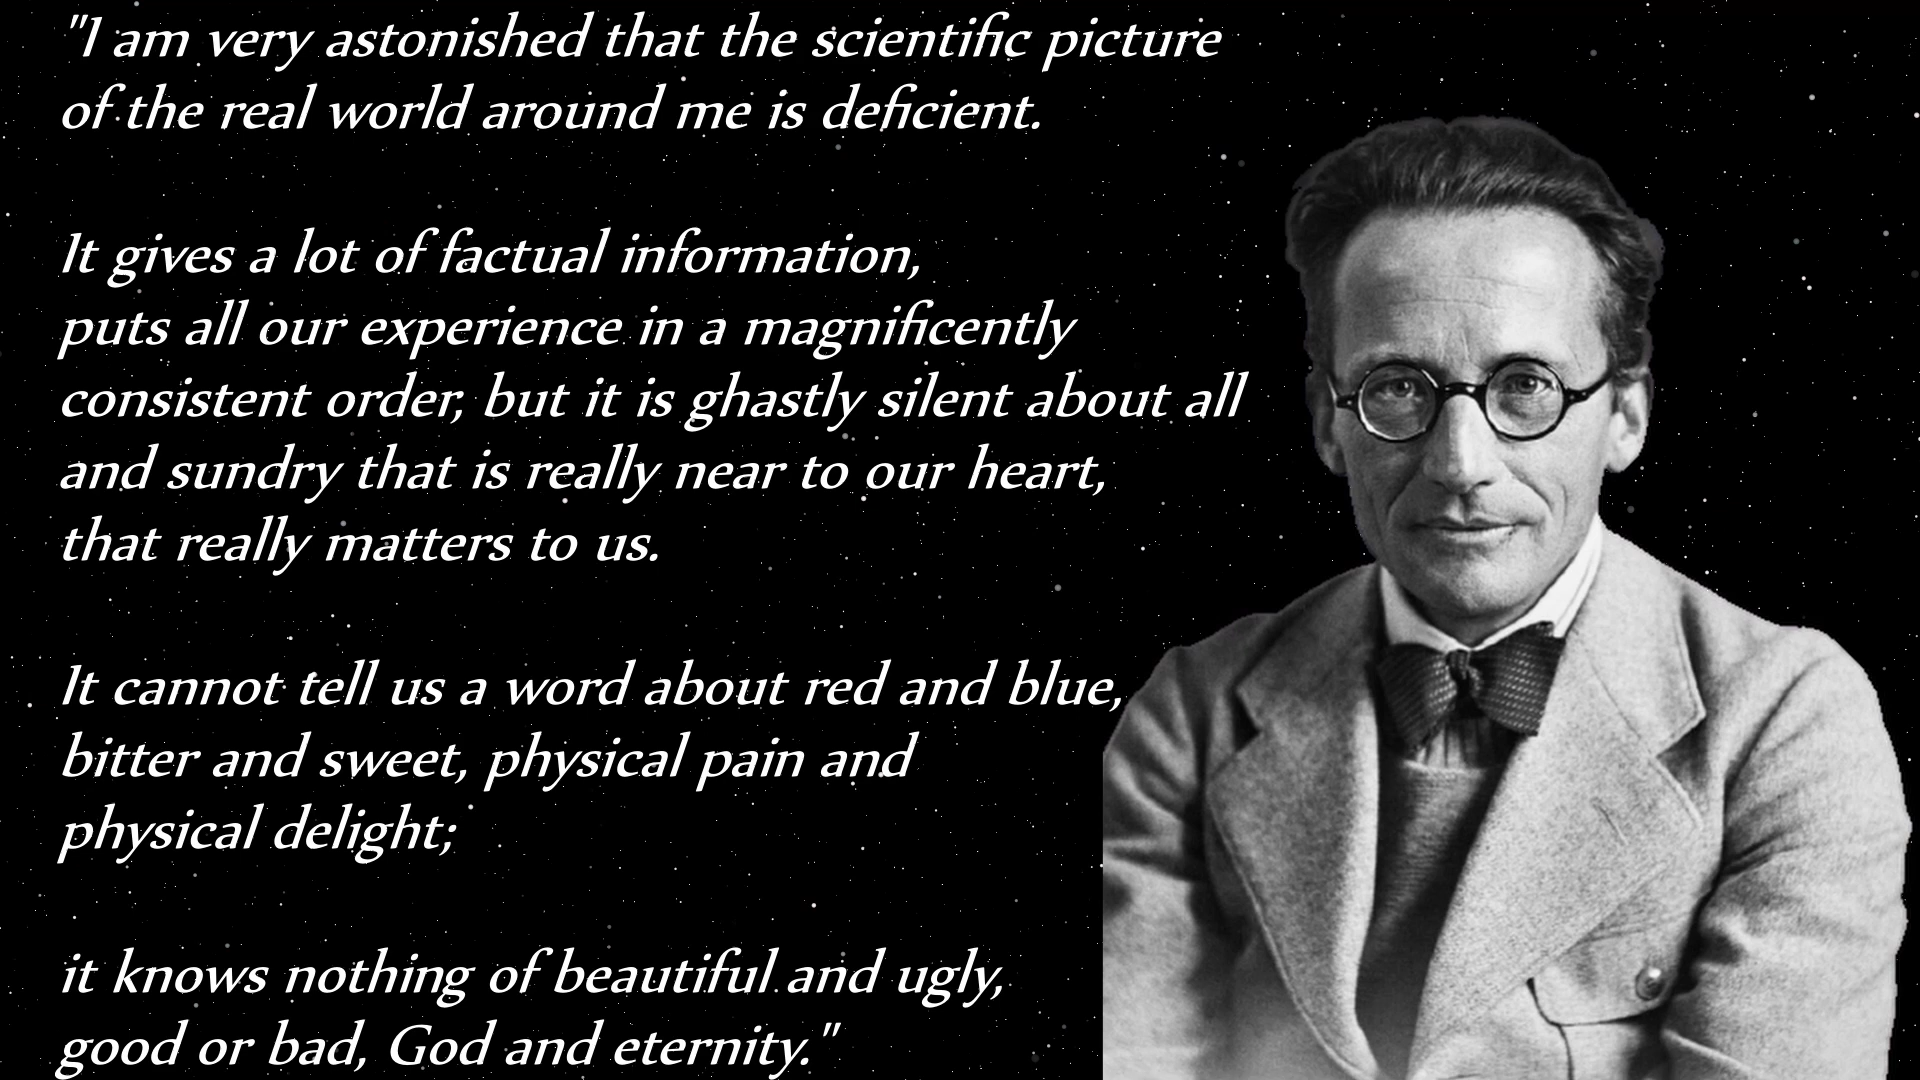 "I am very astonished that the scientific picture
of the real world around me is deficient.
It gives a lot of factual information,
puts all our experience in a magnificently
consistent order, but it is ghastly silent about all
and sundry that is really near to our heart,
that really matters to us.
It cannot tell us a word about red and blue,
bitter and sweet, physical pain and
physical delight;
it knows nothing of beautiful and ugly,
good or bad, God and eternity."